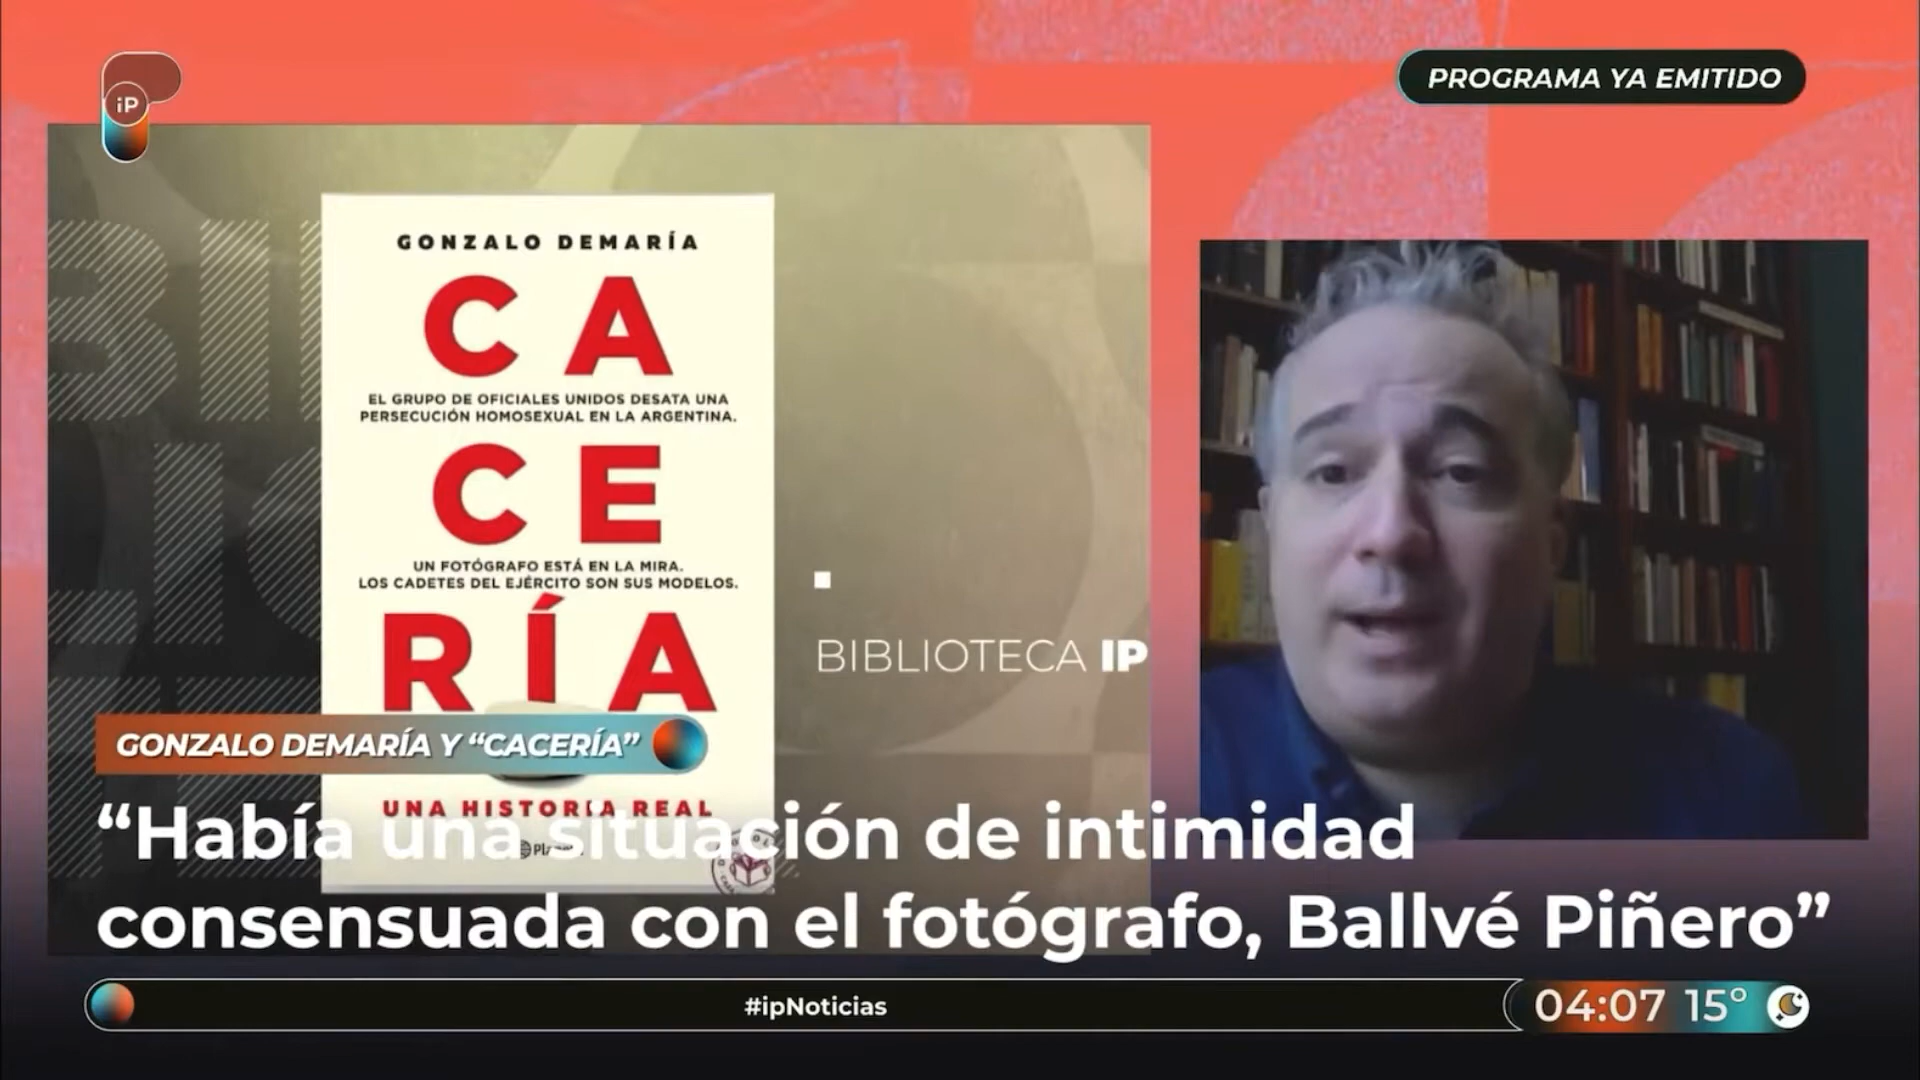 iP
PROGRAMA YA EMITIDO
GONZALO DEMARÍA
CA
EL GRUPO DE OFICIALES UNIDOS DESATA UNA
PERSECUCIÓN HOMOSEXUAL EN LA ARGENTINA.
CE
UN FOTÓGRAFO ESTÁ EN LA MIRA.
LOS CADETES DEL EJÉRCITO SON SUS MODELOS.
RÍA
BIBLIOTECA IP
GONZALO DEMARÍA Y “CACERÍA”
UNA HISTORIA REAL
“Había una situación de intimidad
consensuada con el fotógrafo, Ballvé Piñero”
#ipNoticias
04:07 15°